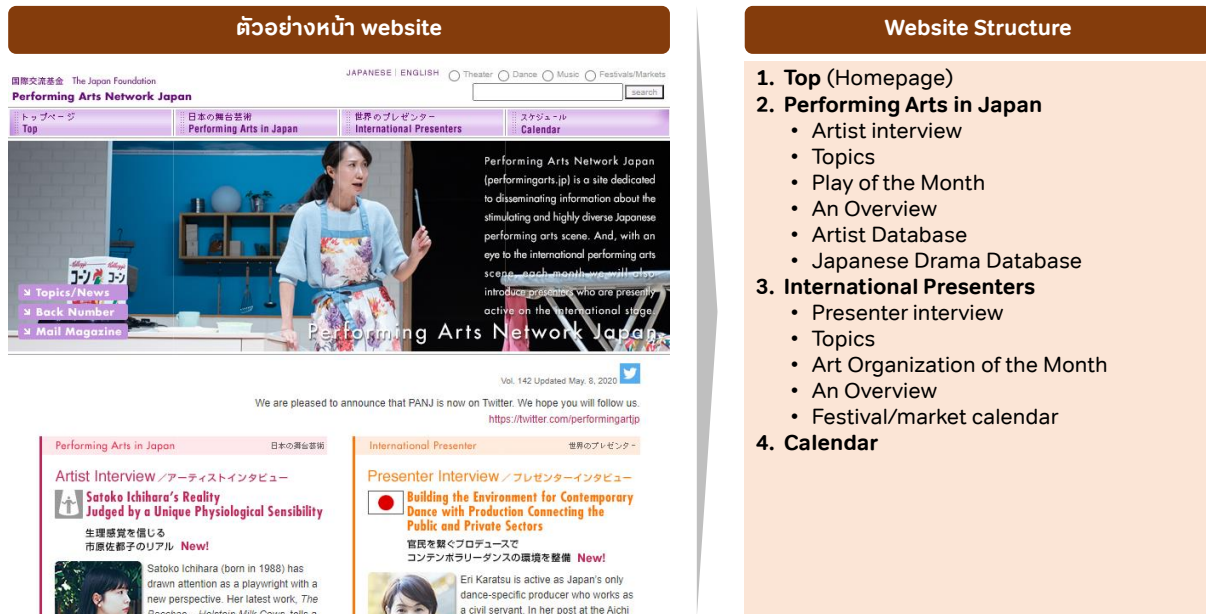 ตัวอย่างหน้า website
国際交流基金 The Japan Foundation
Performing Arts Network Japan
JAPANESE | ENGLISH
Theater Dance Music Festivals/Markets
search
トップページ
Top
日本の舞台芸術
Performing Arts in Japan
世界のプレゼンター
International Presenters
スケジュール
Calendar
Performing Arts Network Japan
(performingarts.jp) is a site dedicated
to disseminating information about the
stimulating and highly diverse Japanese
performing arts scene. And, with an
eye to the international performing arts
scene, each month we will also
introduce presenters who are presently
active on the international stage.
Topics/News
Back Number
Mail Magazine
Performing Arts Network Japan
Vol. 142 Updated May. 8, 2020
We are pleased to announce that PANJ is now on Twitter. We hope you will follow us.
https://twitter.com/performingartjp
Performing Arts in Japan 日本の舞台芸術
Artist Interview/アーティストインタビュー
Satoko Ichihara's Reality
Judged by a Unique Physiological Sensibility
生理感覚を信じる
市原佐都子のリアル New!
Satoko Ichihara (born in 1988) has
drawn attention as a playwright with a
new perspective. Her latest work, The
Bacchae – Holstein Milk Cown, tells a
International Presenter 世界のプレゼンター
Presenter Interview/プレゼンターインタビュー
Building the Environment for Contemporary
Dance with Production Connecting the
Public and Private Sectors
官民を繋ぐプロデュースで
コンテンポラリーダンスの環境を整備 New!
Eri Karatsu is active as Japan's only
dance-specific producer who works as
a civil servant. In her post at the Aichi
Website Structure
1. Top (Homepage)
2. Performing Arts in Japan
• Artist interview
• Topics
• Play of the Month
• An Overview
• Artist Database
• Japanese Drama Database
3. International Presenters
• Presenter interview
• Topics
• Art Organization of the Month
• An Overview
• Festival/market calendar
4. Calendar